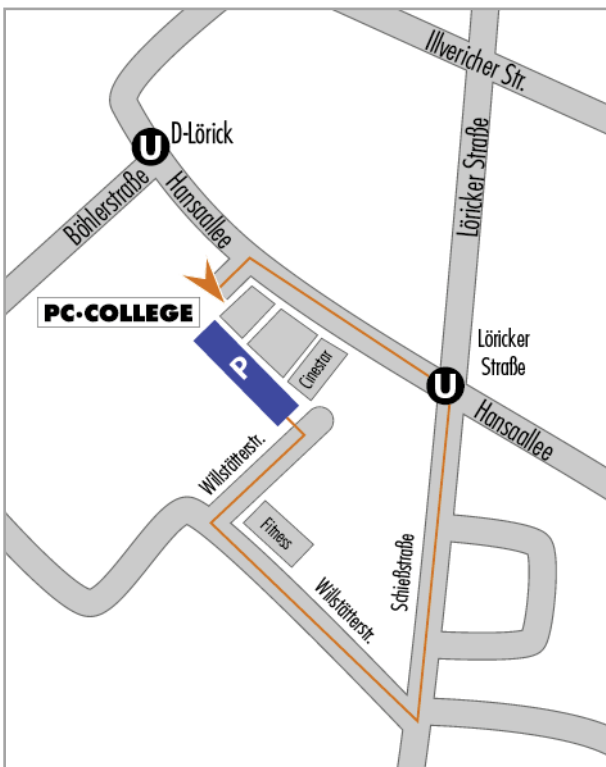 Illvericher Str.
D-Lörick
U
Böhlerstraße
Hansaallee
Löricker Straße
PC-COLLEGE
P
Cinestar
Löricker
Straße
U
Hansaallee
Willstätterstr.
Fitness
Willstätterstr.
Schießstraße